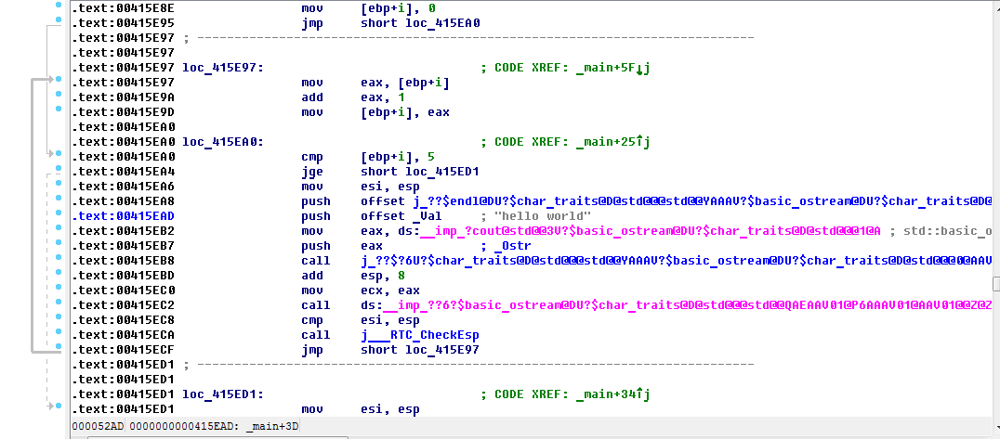 .text:00415E8E mov [ebp+i], 0
.text:00415E95 jmp short loc_415EA0
.text:00415E97 ; ---------------------------------------------------------------------------
.text:00415E97
.text:00415E97 loc_415E97: ; CODE XREF: _main+5F↓j
.text:00415E97 mov eax, [ebp+i]
.text:00415E9A add eax, 1
.text:00415E9D mov [ebp+i], eax
.text:00415EA0
.text:00415EA0 loc_415EA0: ; CODE XREF: _main+25↑j
.text:00415EA0 cmp [ebp+i], 5
.text:00415EA4 jge short loc_415ED1
.text:00415EA6 mov esi, esp
.text:00415EA8 push offset j_??$endl@DU?$char_traits@D@std@@@std@@YAAAV?$basic_ostream@DU?$char_traits@D@
.text:00415EAD push offset _Val ; "hello world"
.text:00415EB2 mov eax, ds:__imp_?cout@std@@3V?$basic_ostream@DU?$char_traits@D@std@@@1@A ; std::basic_o
.text:00415EB7 push eax ; _Ostr
.text:00415EB8 call j_??$?6U?$char_traits@D@std@@@std@@YAAAV?$basic_ostream@DU?$char_traits@D@std@@@0@AAV
.text:00415EBD add esp, 8
.text:00415EC0 mov ecx, eax
.text:00415EC2 call ds:__imp_??6?$basic_ostream@DU?$char_traits@D@std@@@std@@QAEAAV01@P6AAAV01@AAV01@@Z@Z
.text:00415EC8 cmp esi, esp
.text:00415ECA call j___RTC_CheckEsp
.text:00415ECF jmp short loc_415E97
.text:00415ED1 ; ---------------------------------------------------------------------------
.text:00415ED1
.text:00415ED1 loc_415ED1: ; CODE XREF: _main+34↑j
.text:00415ED1 mov esi, esp
000052AD 0000000000415EAD: _main+3D